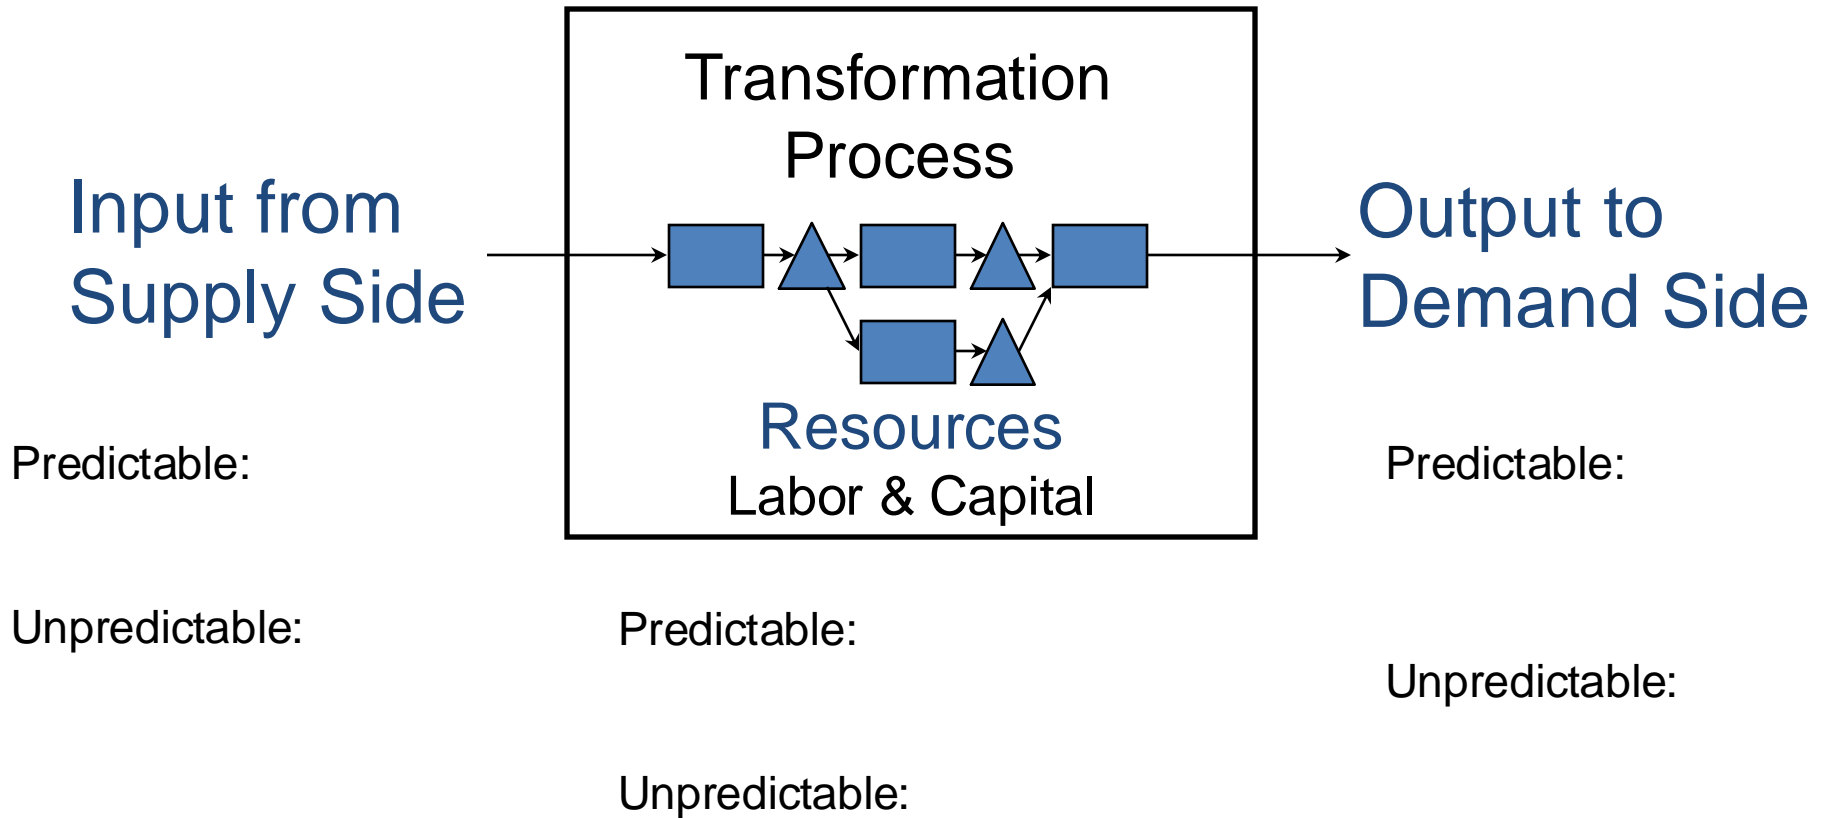 Transformation
Process
Input from
Supply Side
Output to
Demand Side
Resources
Labor & Capital
Predictable:
Unpredictable:
Predictable:
Unpredictable:
Predictable:
Unpredictable: